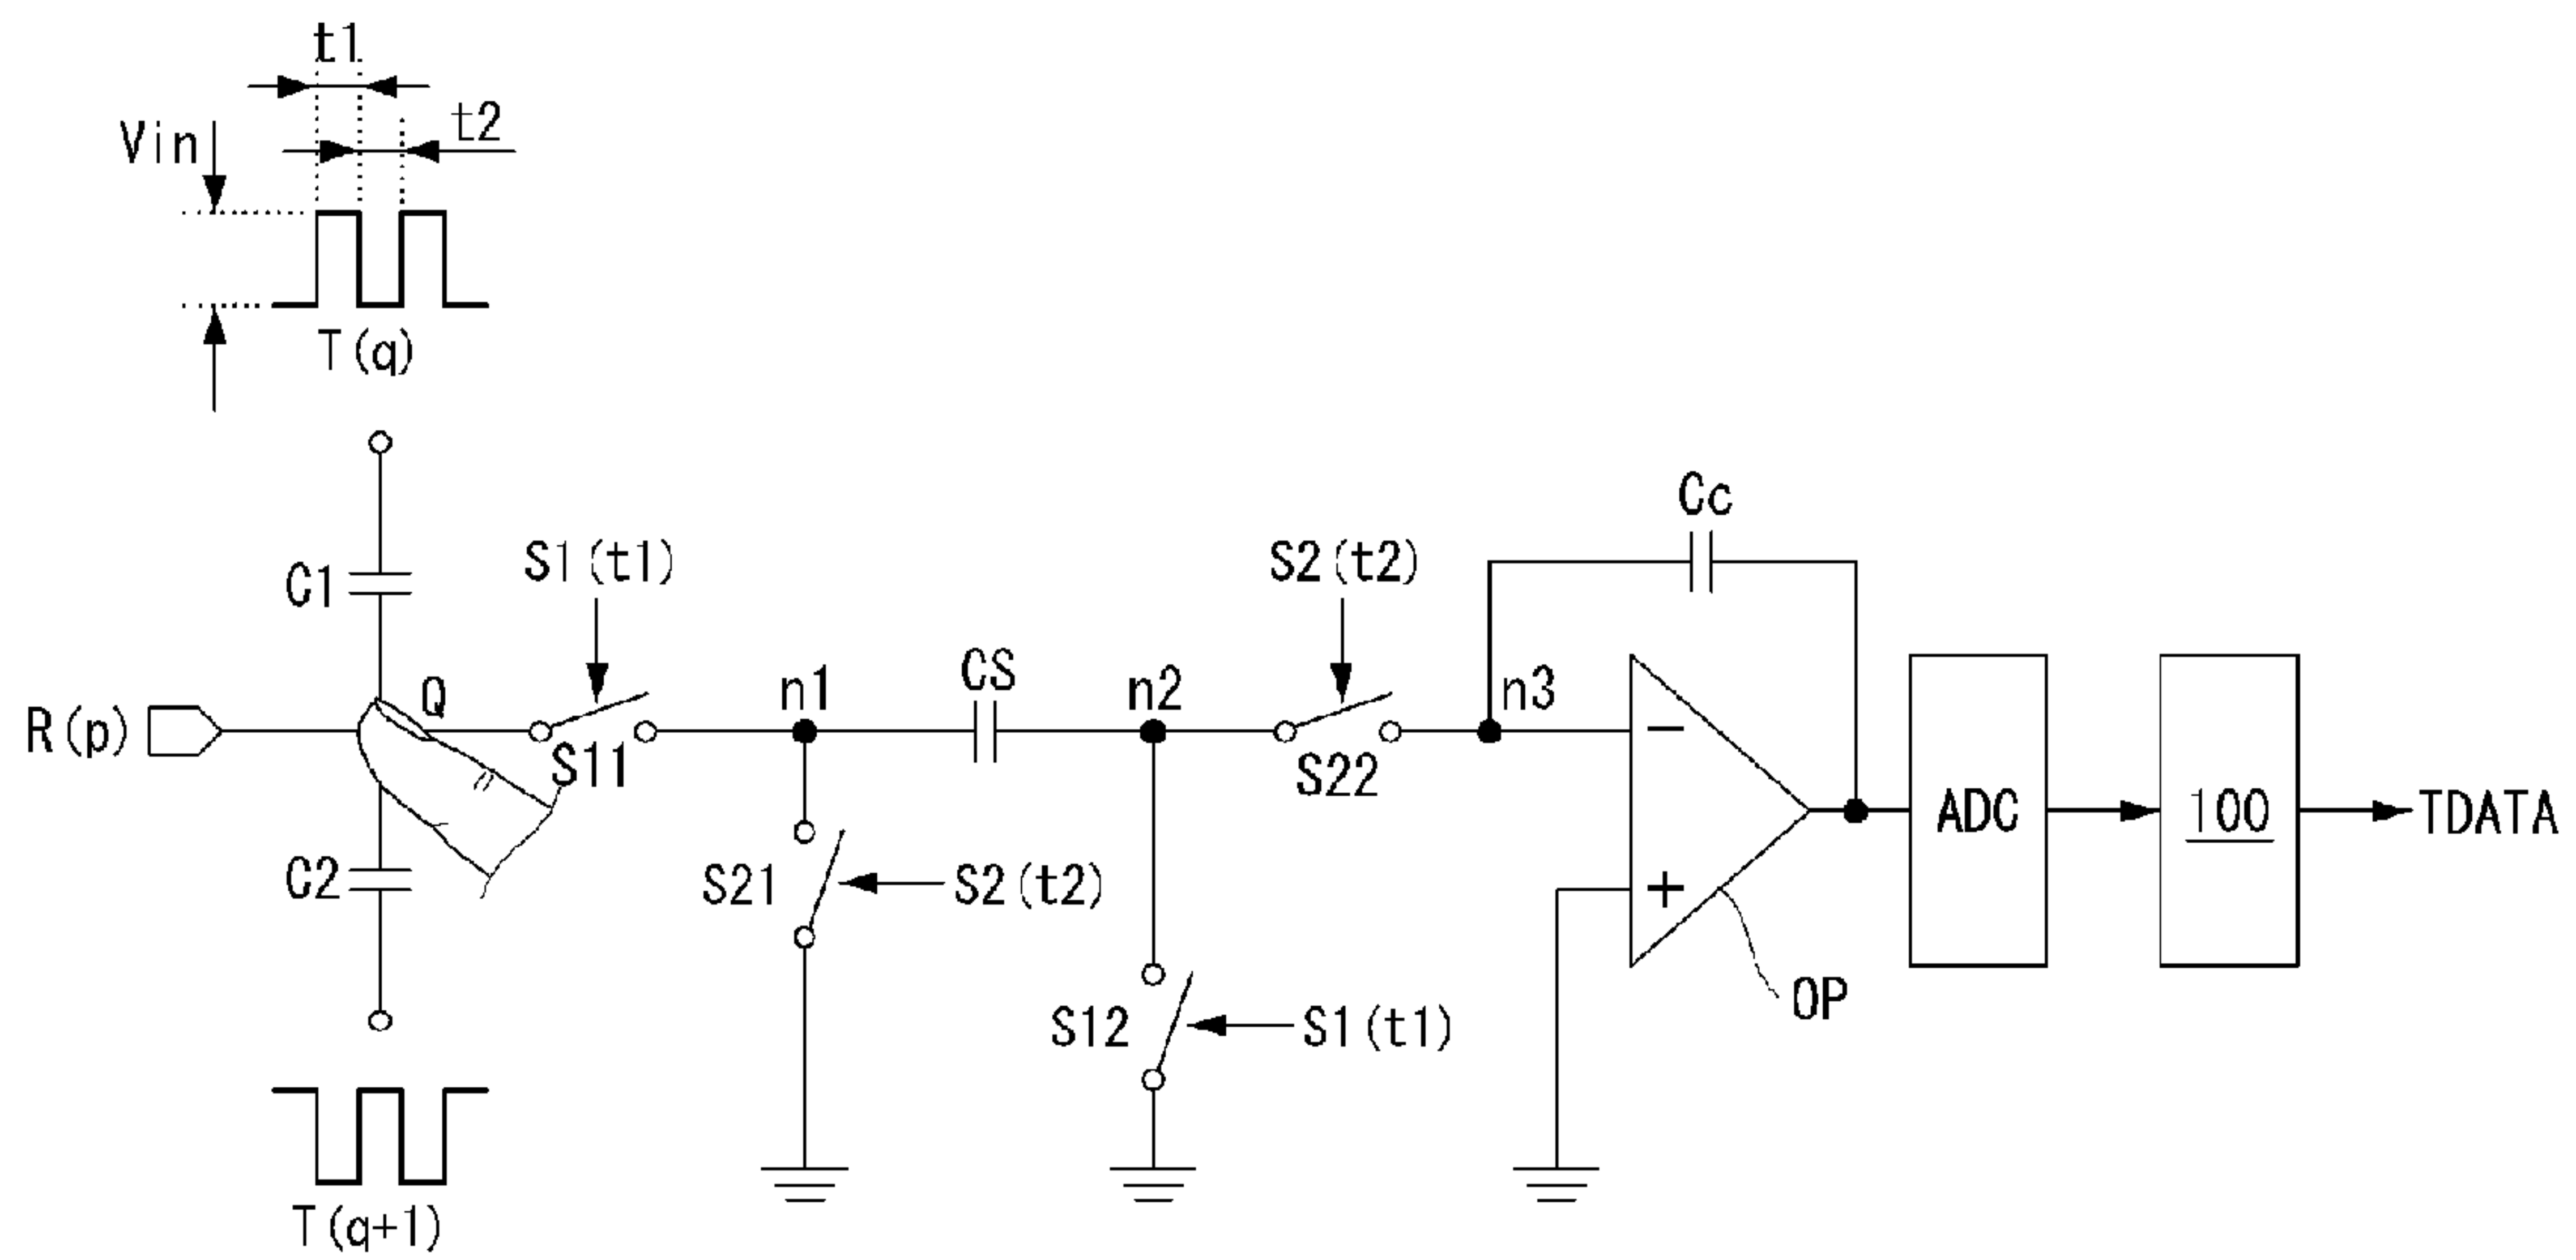 t1
t2
Vin
T(q)
Cc
S1(t1)
S2(t2)
C1
Q
n1
CS
n2
n3
R(p)
S11
S22
ADC
100
TDATA
C2
S21
S2(t2)
OP
S12
S1(t1)
T(q+1)